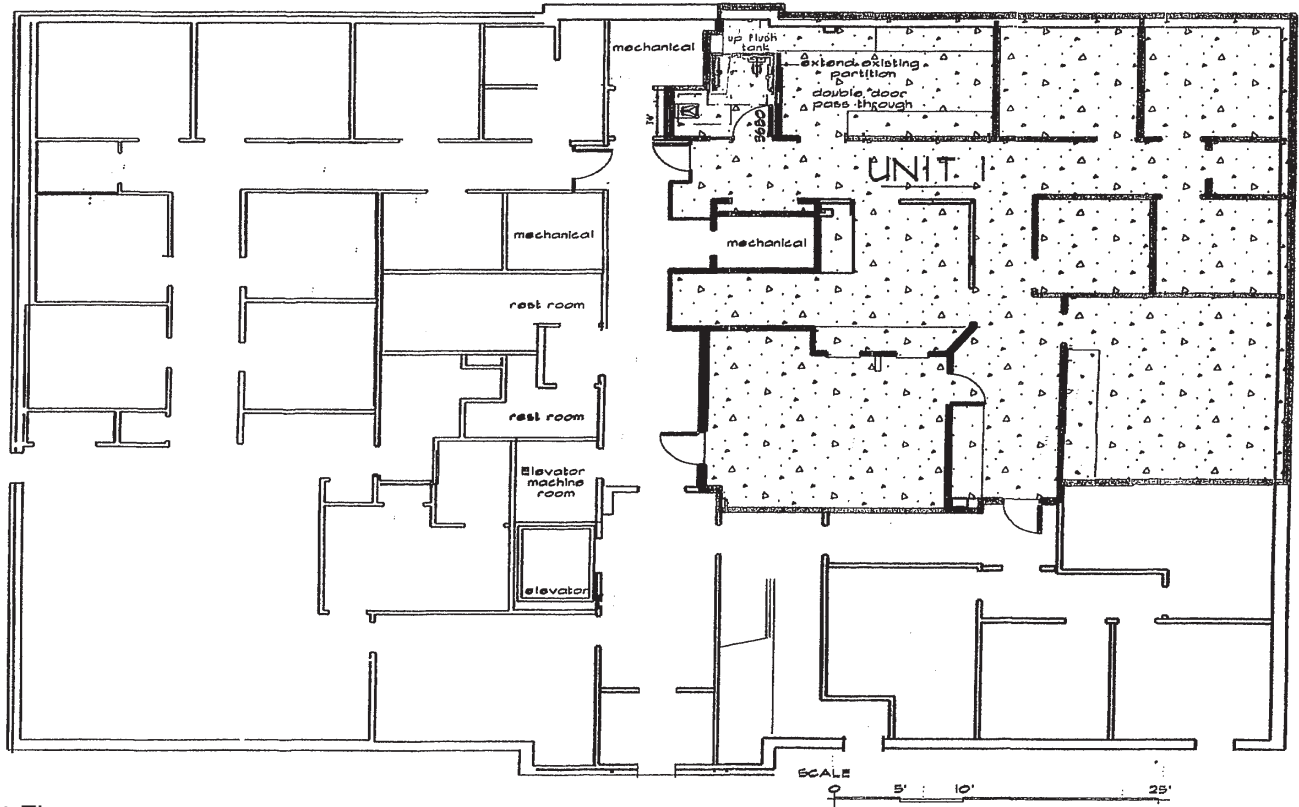 mechanical
up flush
tank
extend existing
partition
double door
pass through
3680
UNIT 1
mechanical
mechanical
rest room
rest room
Elevator
machine
room
elevator
SCALE
0 5' 10' 25'